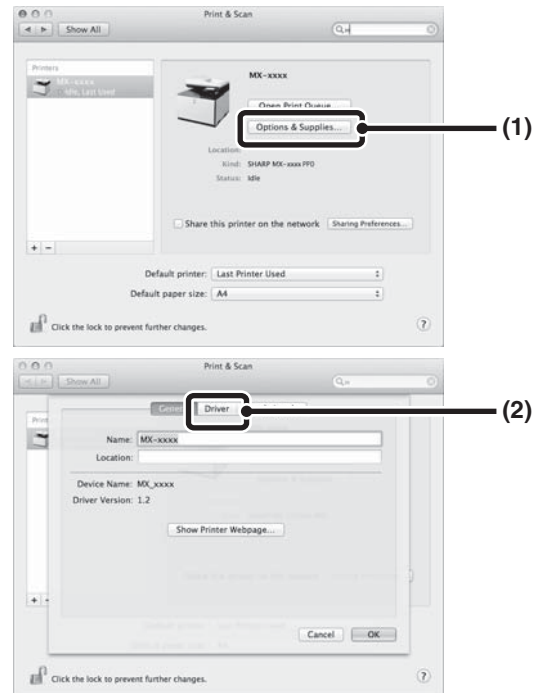 Print & Scan
Show All
Printers
MX-xxxx
Idle, Last Used
MX-xxxx
Open Print Queue...
Options & Supplies...
(1)
Location:
Kind: SHARP MX-xxxx PPD
Status: Idle
Share this printer on the network
Sharing Preferences...
+ -
Default printer: Last Printer Used
Default paper size: A4
Click the lock to prevent further changes.
?
Print & Scan
Show All
Driver
(2)
Name: MX-xxxx
Location:
Device Name: MX_xxxx
Driver Version: 1.2
Show Printer Webpage...
+ -
Cancel
OK
Click the lock to prevent further changes.
?